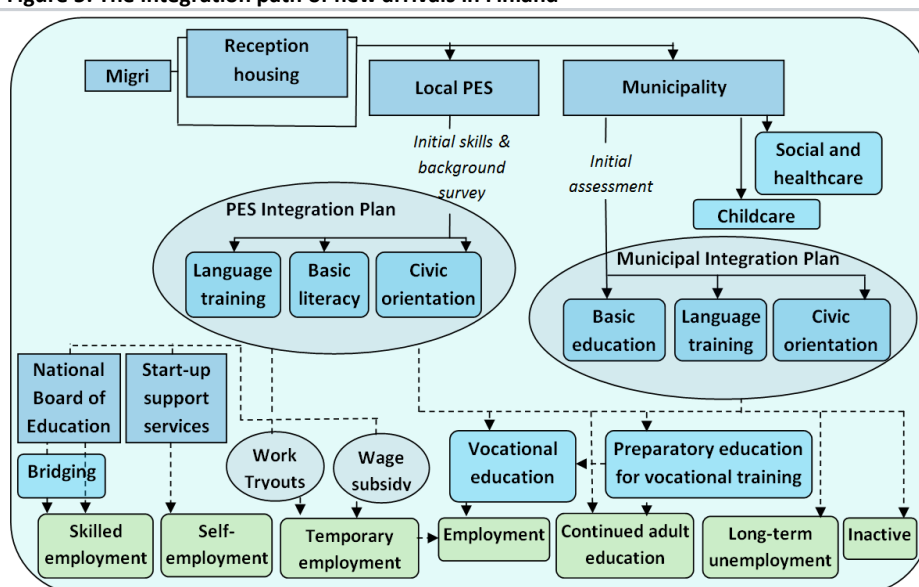 Figure 3. The integration path of new arrivals in Finland
Reception
housing
Migri
Local PES
Municipality
Initial skills &
background
survey
Initial
assessment
Social and
healthcare
Childcare
PES Integration Plan
Language
training
Basic
literacy
Civic
orientation
Municipal Integration Plan
Basic
education
Language
training
Civic
orientation
National
Board of
Education
Start-up
support
services
Bridging
Work
Tryouts
Wage
subsidy
Vocational
education
Preparatory education
for vocational training
Skilled
employment
Self-
employment
Temporary
employment
Employment
Continued adult
education
Long-term
unemployment
Inactive